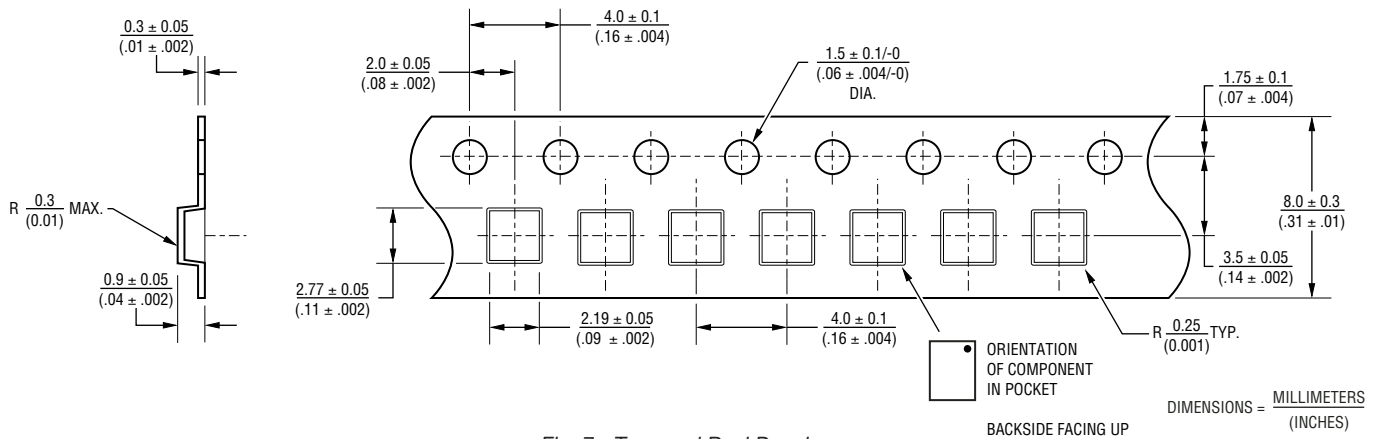 0.3 ± 0.05
(.01 ± .002)
4.0 ± 0.1
(.16 ± .004)
2.0 ± 0.05
(.08 ± .002)
1.5 ± 0.1/-0
(.06 ± .004/-0)
DIA.
1.75 ± 0.1
(.07 ± .004)
R 0.3 MAX.
(0.01)
8.0 ± 0.3
(.31 ± .01)
0.9 ± 0.05
(.04 ± .002)
2.77 ± 0.05
(.11 ± .002)
3.5 ± 0.05
(.14 ± .002)
2.19 ± 0.05
(.09 ± .002)
4.0 ± 0.1
(.16 ± .004)
R 0.25 TYP.
(0.001)
ORIENTATION
OF COMPONENT
IN POCKET
BACKSIDE FACING UP
DIMENSIONS = MILLIMETERS
(INCHES)